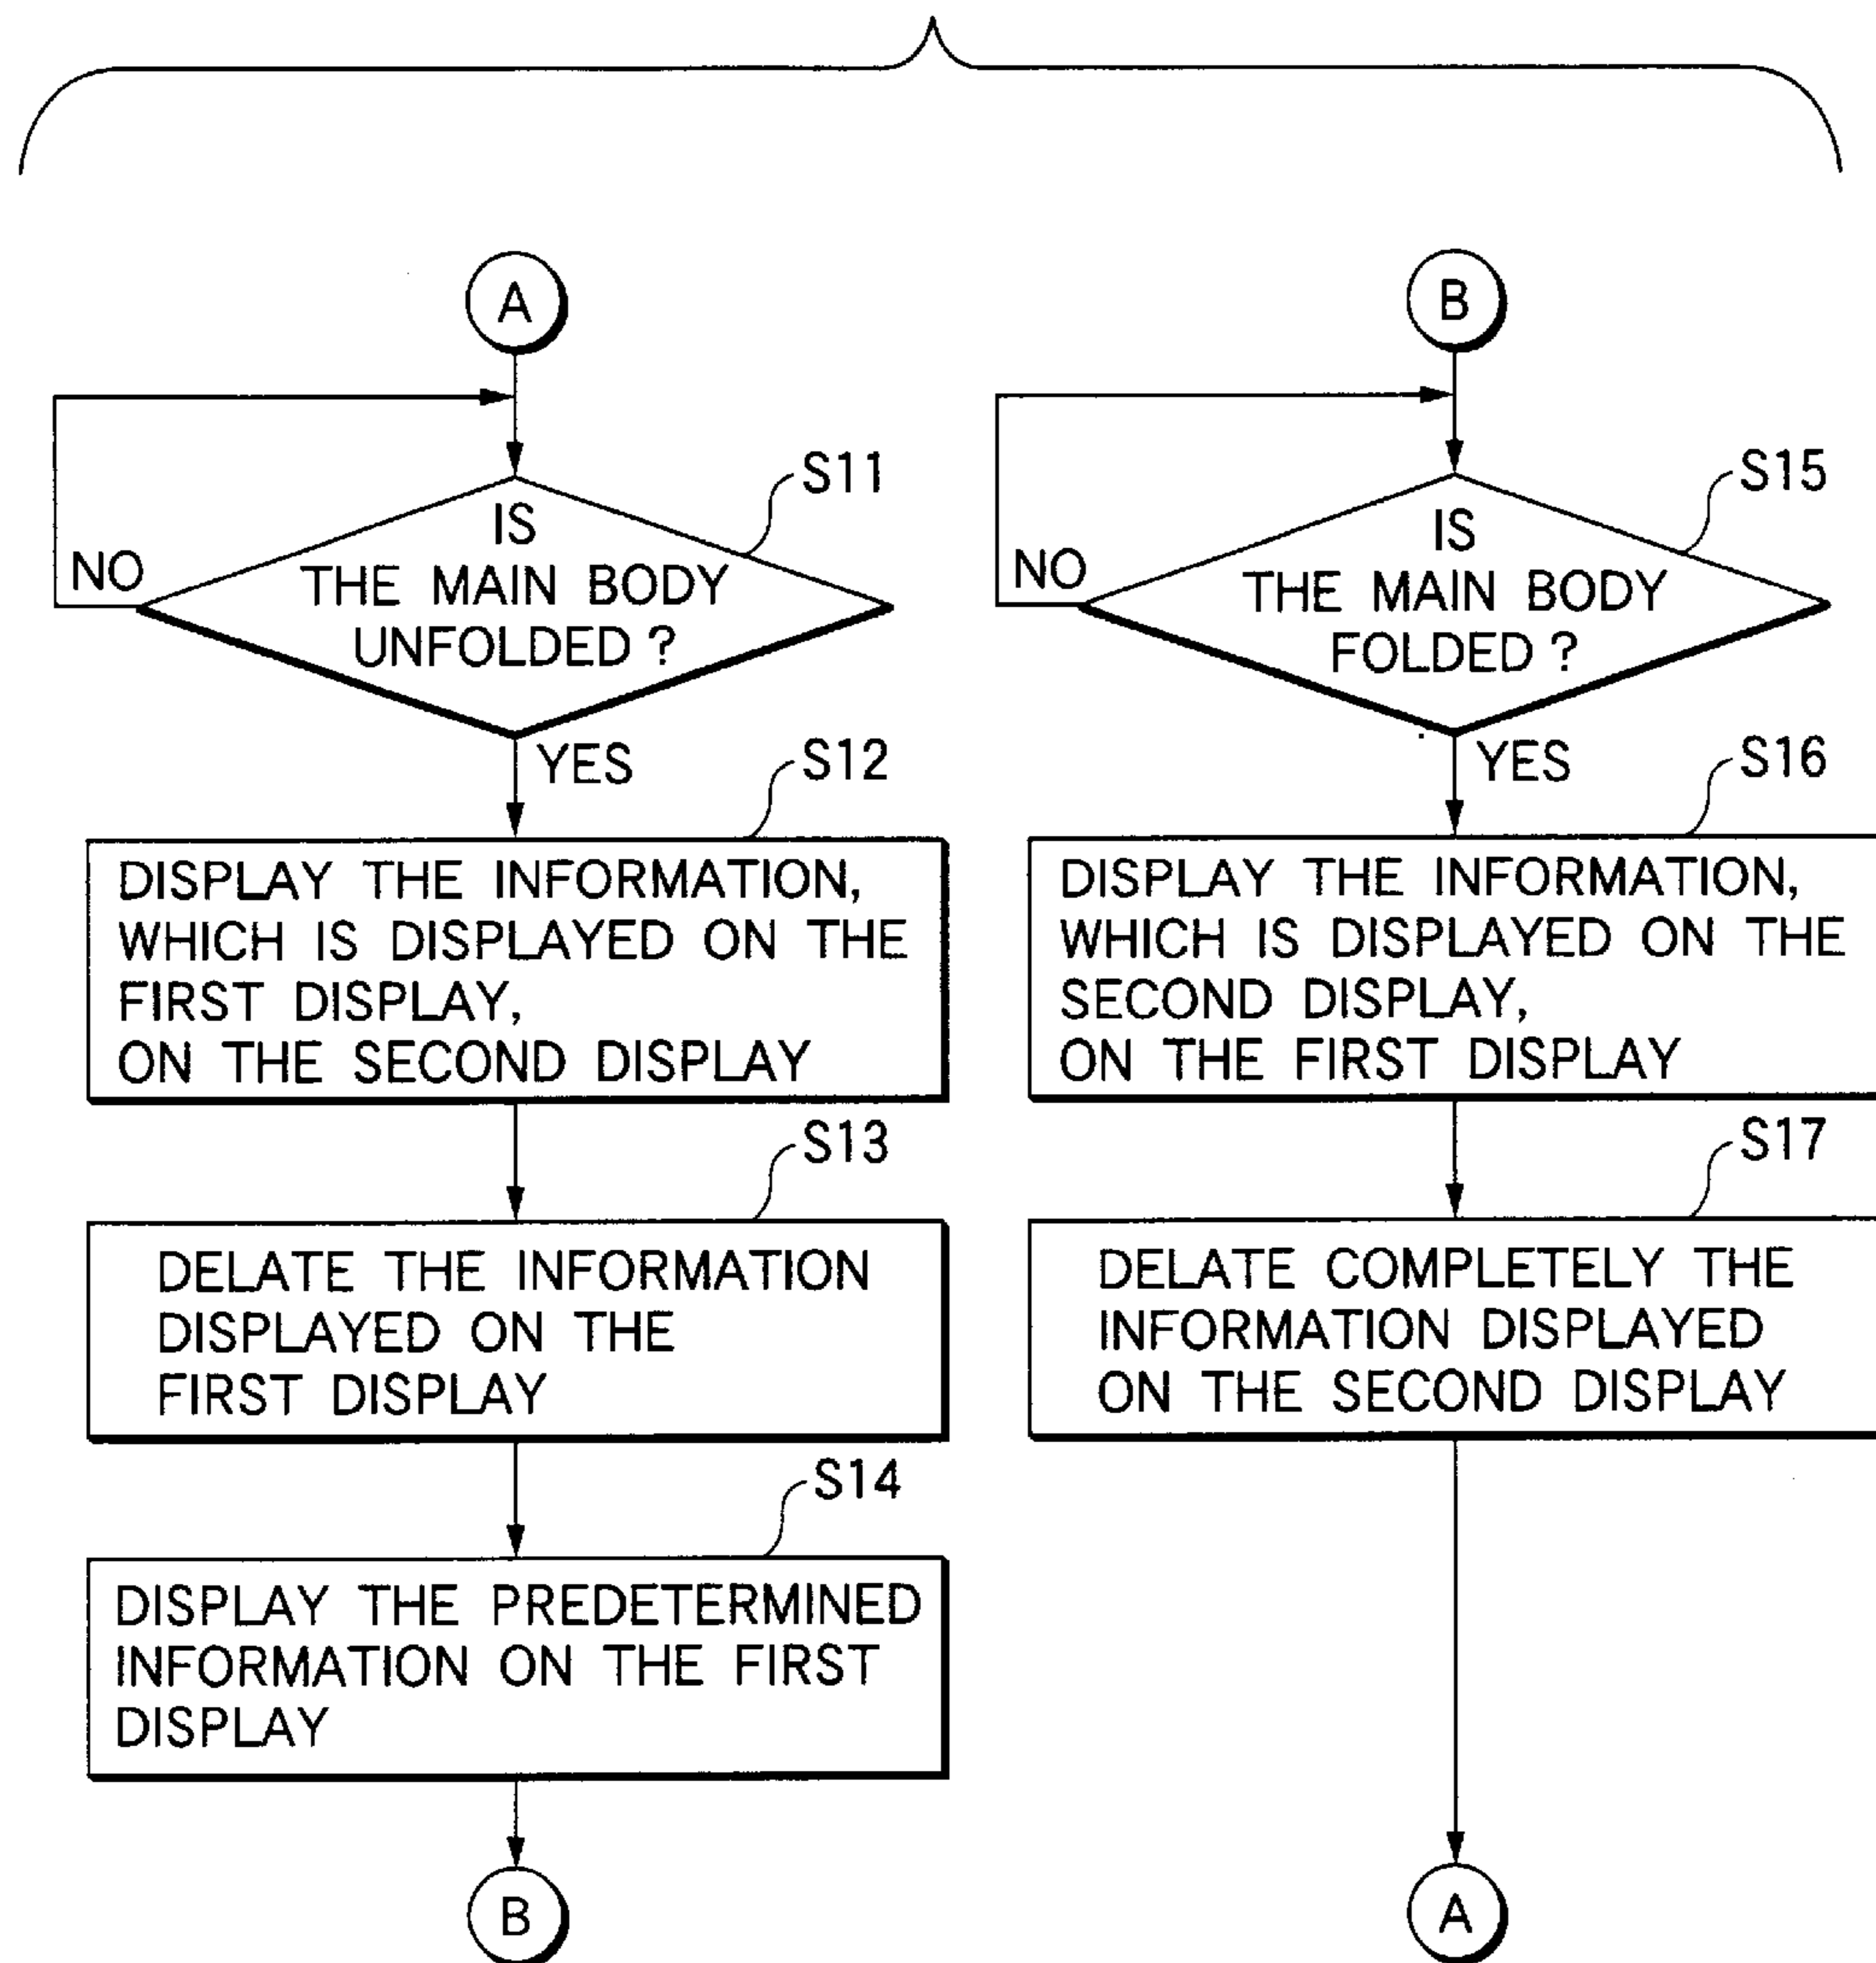 A
S11
IS
THE MAIN BODY
UNFOLDED ?
NO
YES
S12
DISPLAY THE INFORMATION,
WHICH IS DISPLAYED ON THE
FIRST DISPLAY,
ON THE SECOND DISPLAY
S13
DELATE THE INFORMATION
DISPLAYED ON THE
FIRST DISPLAY
S14
DISPLAY THE PREDETERMINED
INFORMATION ON THE FIRST
DISPLAY
B
B
S15
IS
THE MAIN BODY
FOLDED ?
NO
YES
S16
DISPLAY THE INFORMATION,
WHICH IS DISPLAYED ON THE
SECOND DISPLAY,
ON THE FIRST DISPLAY
S17
DELATE COMPLETELY THE
INFORMATION DISPLAYED
ON THE SECOND DISPLAY
A